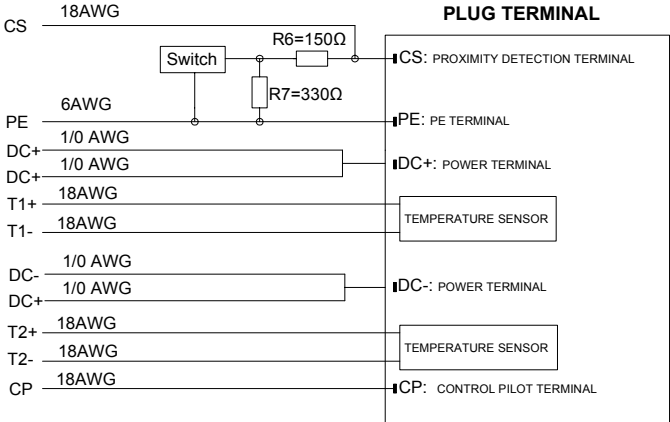 PLUG TERMINAL
18AWG
CS
R6=150Ω
Switch
CS: PROXIMITY DETECTION TERMINAL
R7=330Ω
6AWG
PE
PE: PE TERMINAL
1/0 AWG
DC+
1/0 AWG
DC+: POWER TERMINAL
DC+
18AWG
T1+
TEMPERATURE SENSOR
18AWG
T1-
1/0 AWG
DC-
1/0 AWG
DC-: POWER TERMINAL
DC+
18AWG
T2+
TEMPERATURE SENSOR
18AWG
T2-
18AWG
CP
CP: CONTROL PILOT TERMINAL